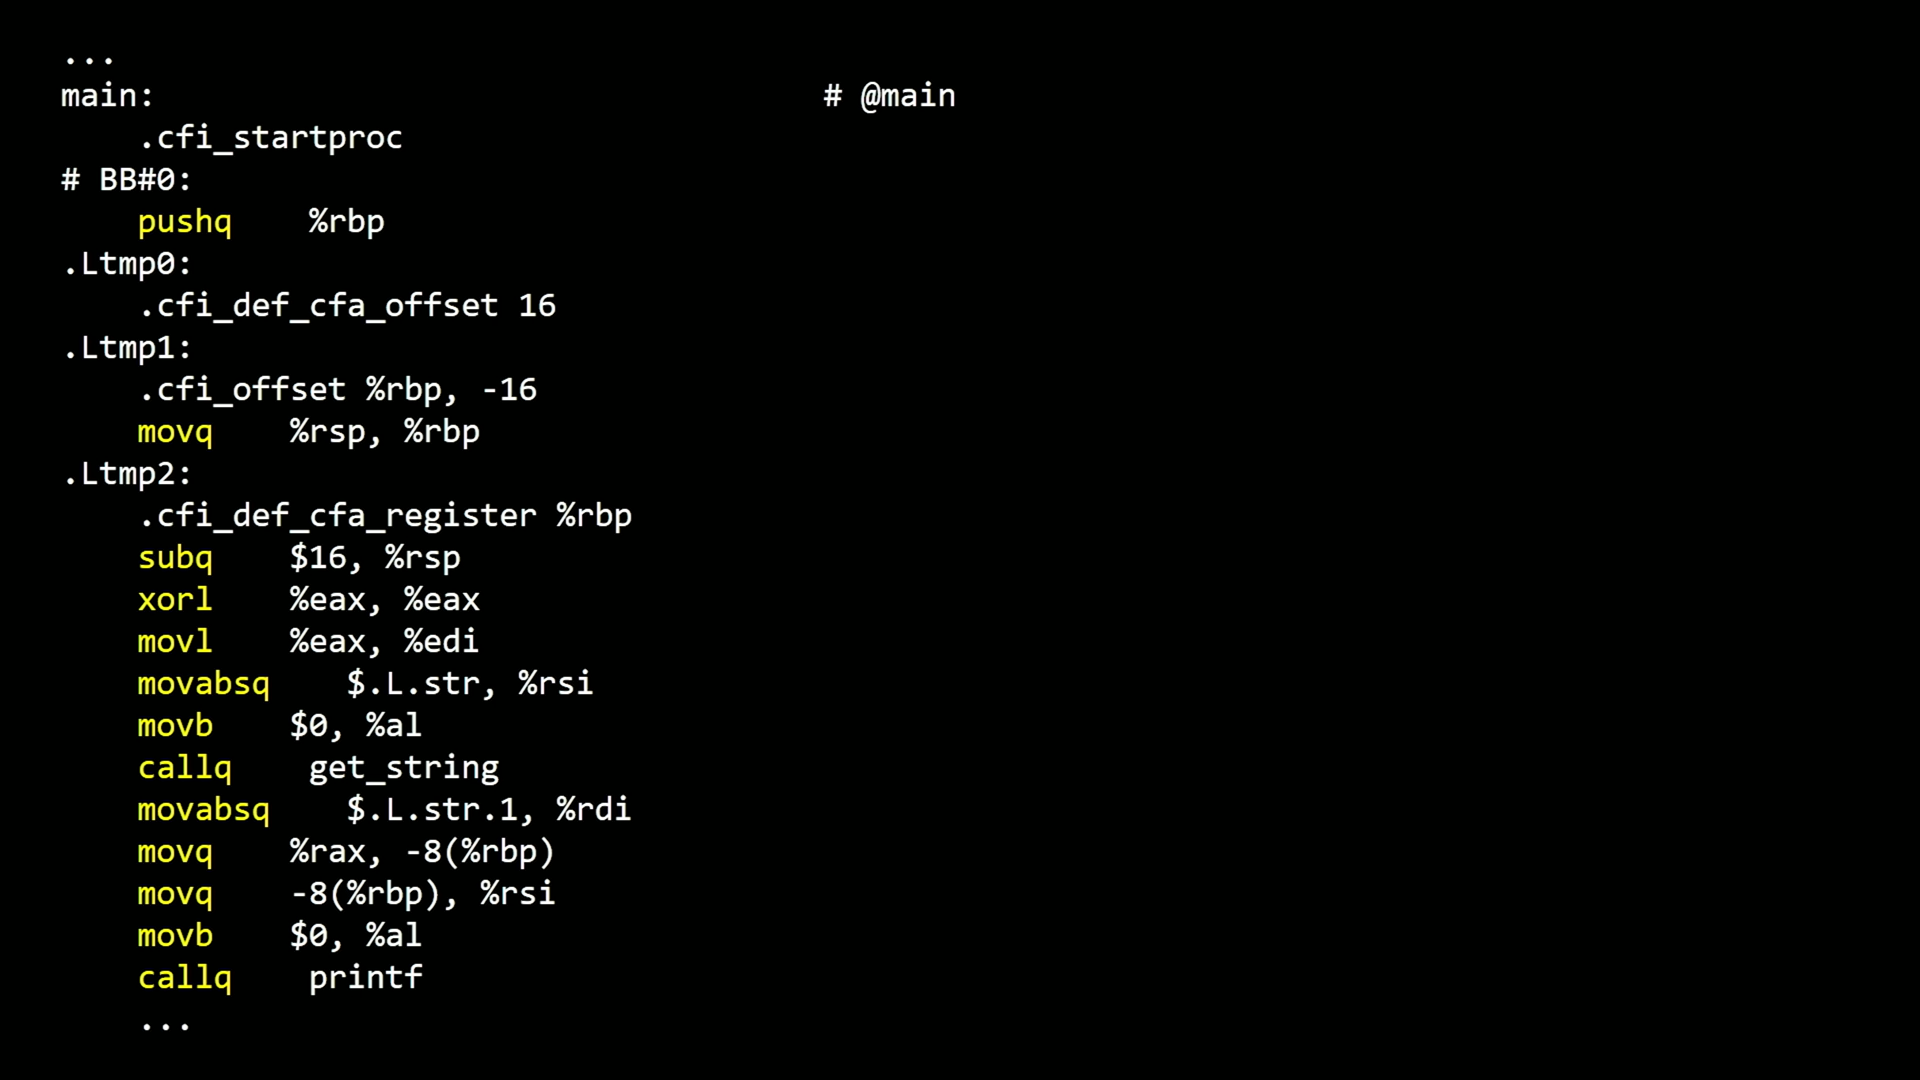 ...
main: # @main
.cfi_startproc
# BB#0:
pushq %rbp
.Ltmp0:
.cfi_def_cfa_offset 16
.Ltmp1:
.cfi_offset %rbp, -16
movq %rsp, %rbp
.Ltmp2:
.cfi_def_cfa_register %rbp
subq $16, %rsp
xorl %eax, %eax
movl %eax, %edi
movabsq $.L.str, %rsi
movb $0, %al
callq get_string
movabsq $.L.str.1, %rdi
movq %rax, -8(%rbp)
movq -8(%rbp), %rsi
movb $0, %al
callq printf
...